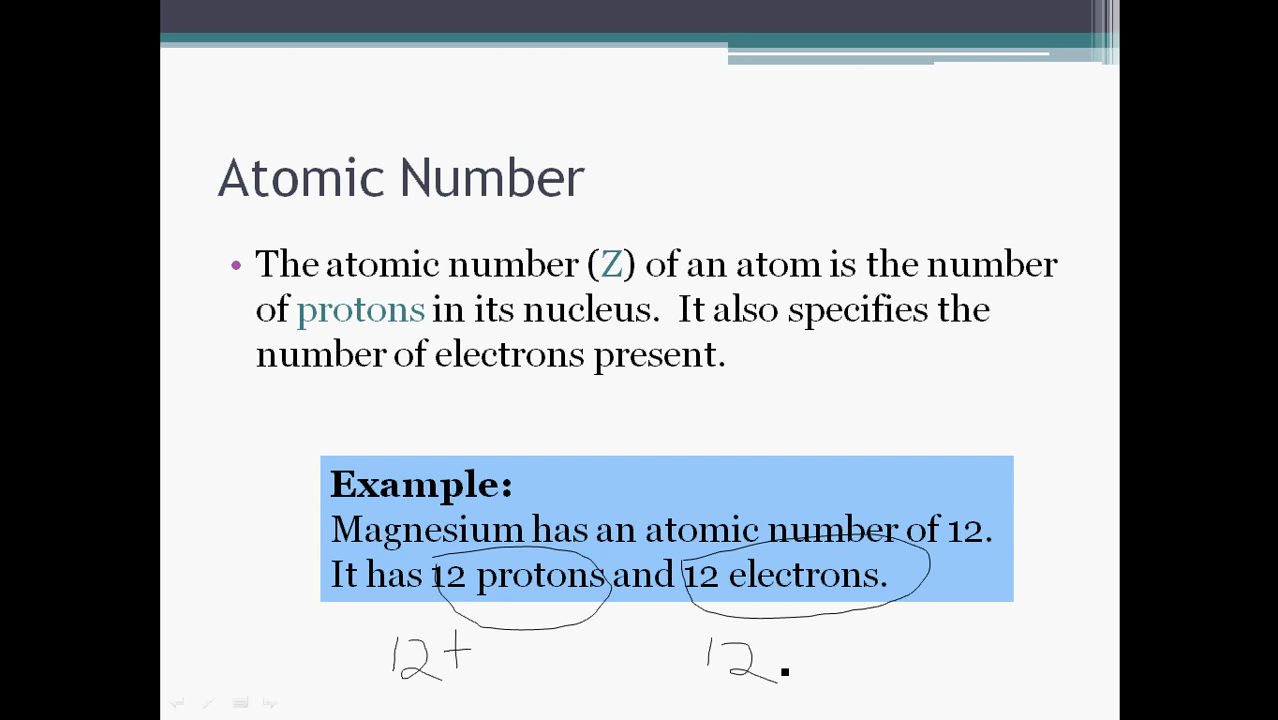 Atomic Number
• The atomic number (Z) of an atom is the number
of protons in its nucleus. It also specifies the
number of electrons present.
Example:
Magnesium has an atomic number of 12.
It has 12 protons and 12 electrons.
12+ 12